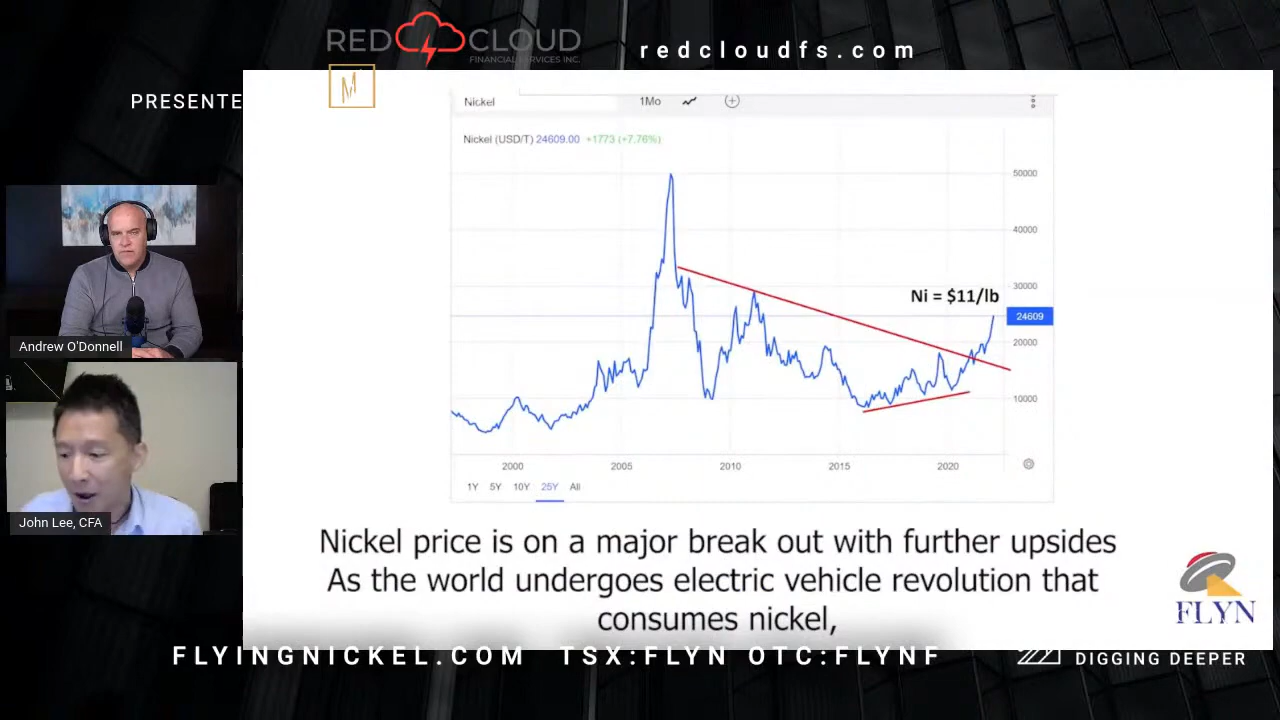 RED CLOUD
FINANCIAL SERVICES INC.
redcloudfs.com
M
PRESENTE
Nickel 1Mo
Nickel (USD/T) 24609.00 +1773 (+7.76%)
50000
40000
30000
Ni = $11/lb
24609
20000
10000
2000 2005 2010 2015 2020
1Y 5Y 10Y 25Y All
Andrew O'Donnell
John Lee, CFA
Nickel price is on a major break out with further upsides
As the world undergoes electric vehicle revolution that
consumes nickel,
FLYN
FLYINGNICKEL.COM TSX:FLYN OTC:FLYNF
DIGGING DEEPER